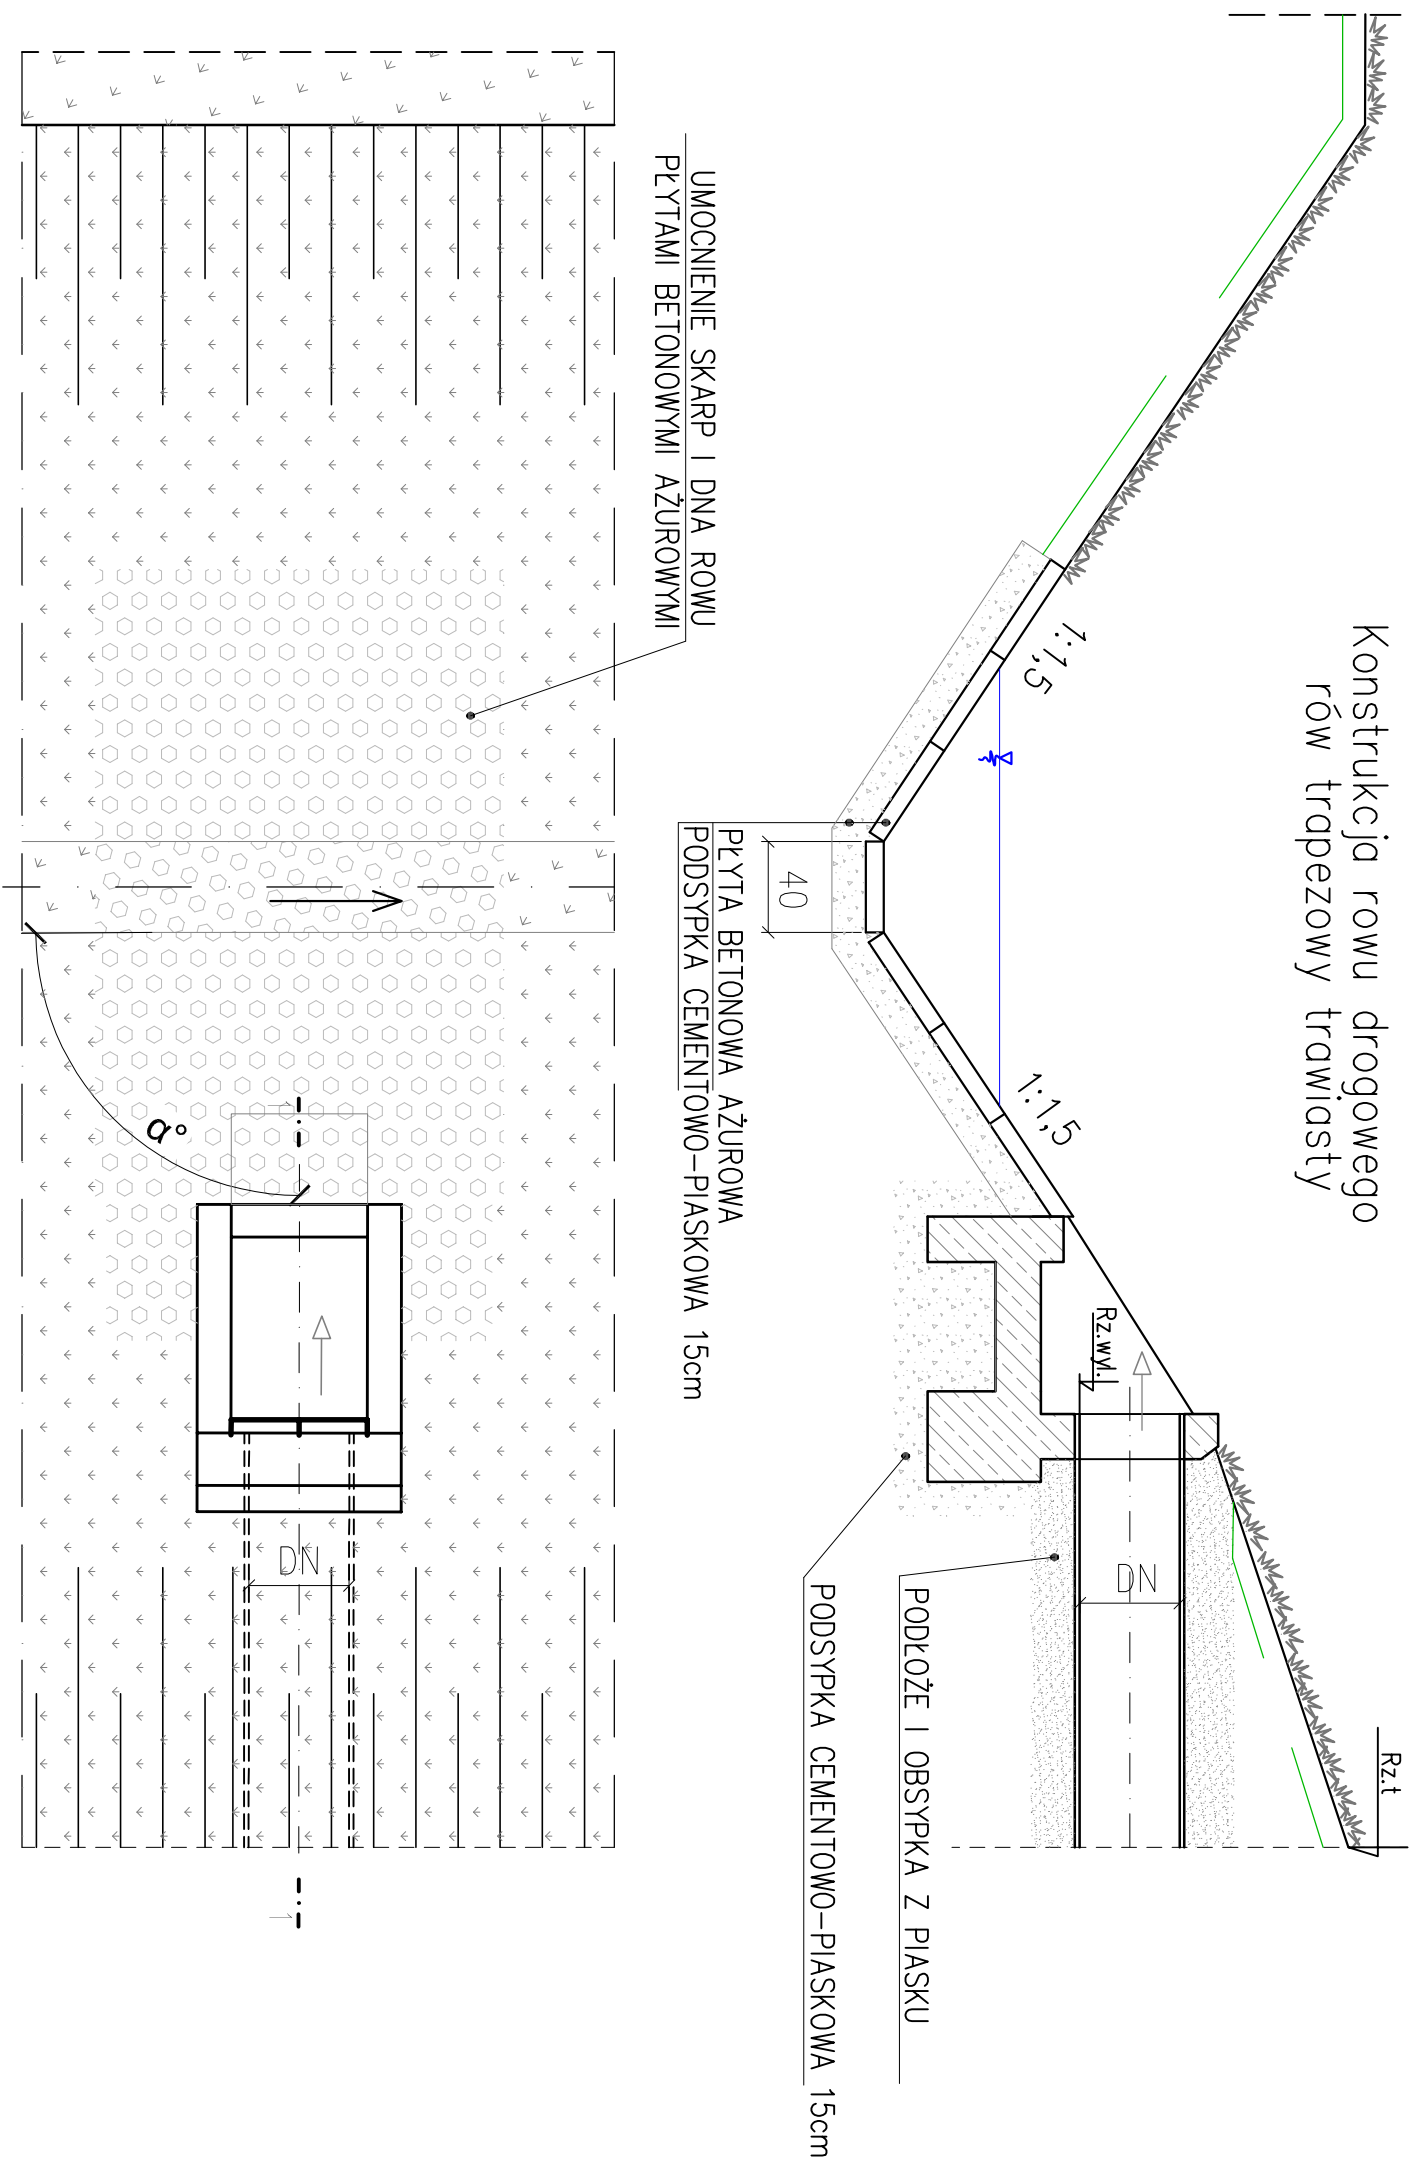 Konstrukcja rowu drogowego
rów trapezowy trawiasty
Rz.t
1:1,5
1:1,5
Rz.wyl.
DN
40
PŁYTA BETONOWA AŻUROWA
PODSYPKA CEMENTOWO-PIASKOWA 15cm
PODŁOŻE I OBSYPKA Z PIASKU
PODSYPKA CEMENTOWO-PIASKOWA 15cm
UMOCNIENIE SKARP I DNA ROWU
PŁYTAMI BETONOWYMI AŻUROWYMI
α°
1
DN
1